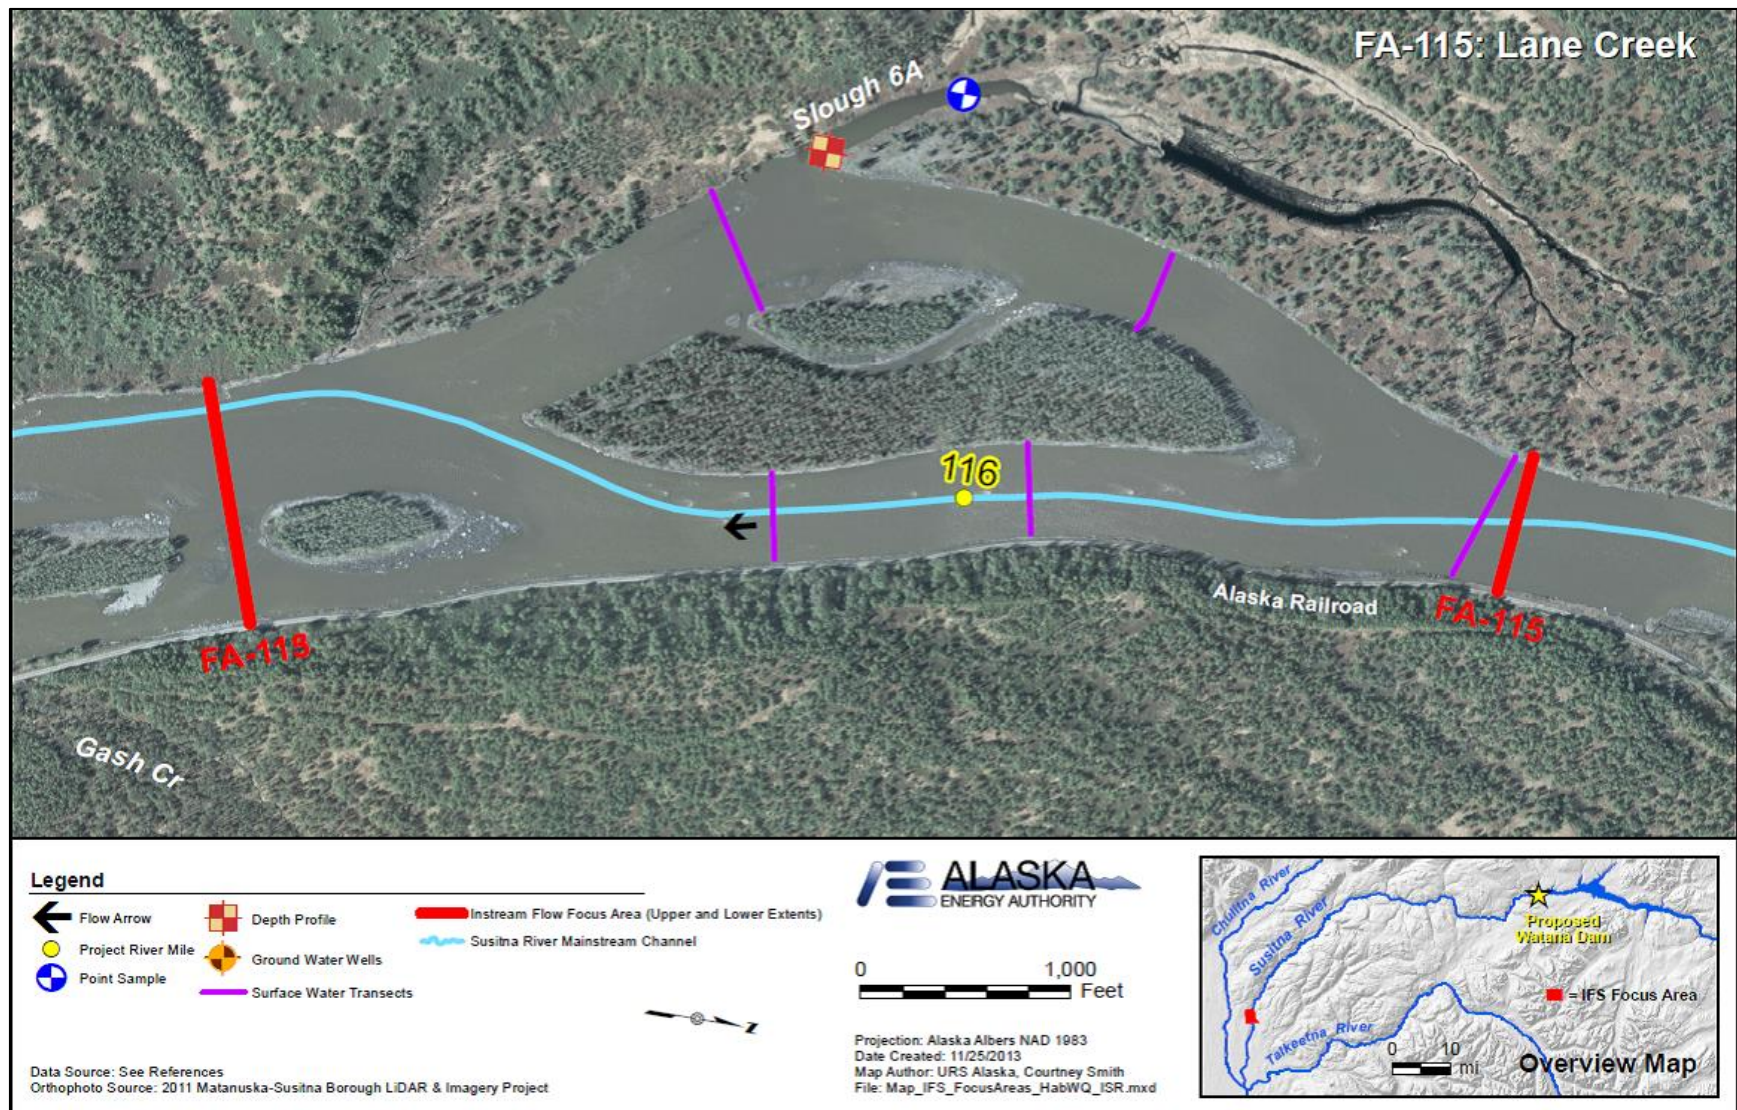 FA-115: Lane Creek
Slough 6A
116
Alaska Railroad
FA-115
FA-115
Gash Cr
Legend
Flow Arrow
Project River Mile
Point Sample
Depth Profile
Ground Water Wells
Surface Water Transects
Instream Flow Focus Area (Upper and Lower Extents)
Susitna River Mainstream Channel
Z
Data Source: See References
Orthophoto Source: 2011 Matanuska-Susitna Borough LiDAR & Imagery Project
ALASKA
ENERGY AUTHORITY
0 1,000
Feet
Projection: Alaska Albers NAD 1983
Date Created: 11/25/2013
Map Author: URS Alaska, Courtney Smith
File: Map_IFS_FocusAreas_HabWQ_ISR.mxd
Chulitna River
Susitna River
Proposed
Watana Dam
= IFS Focus Area
Talkeetna River
0 10
mi
Overview Map